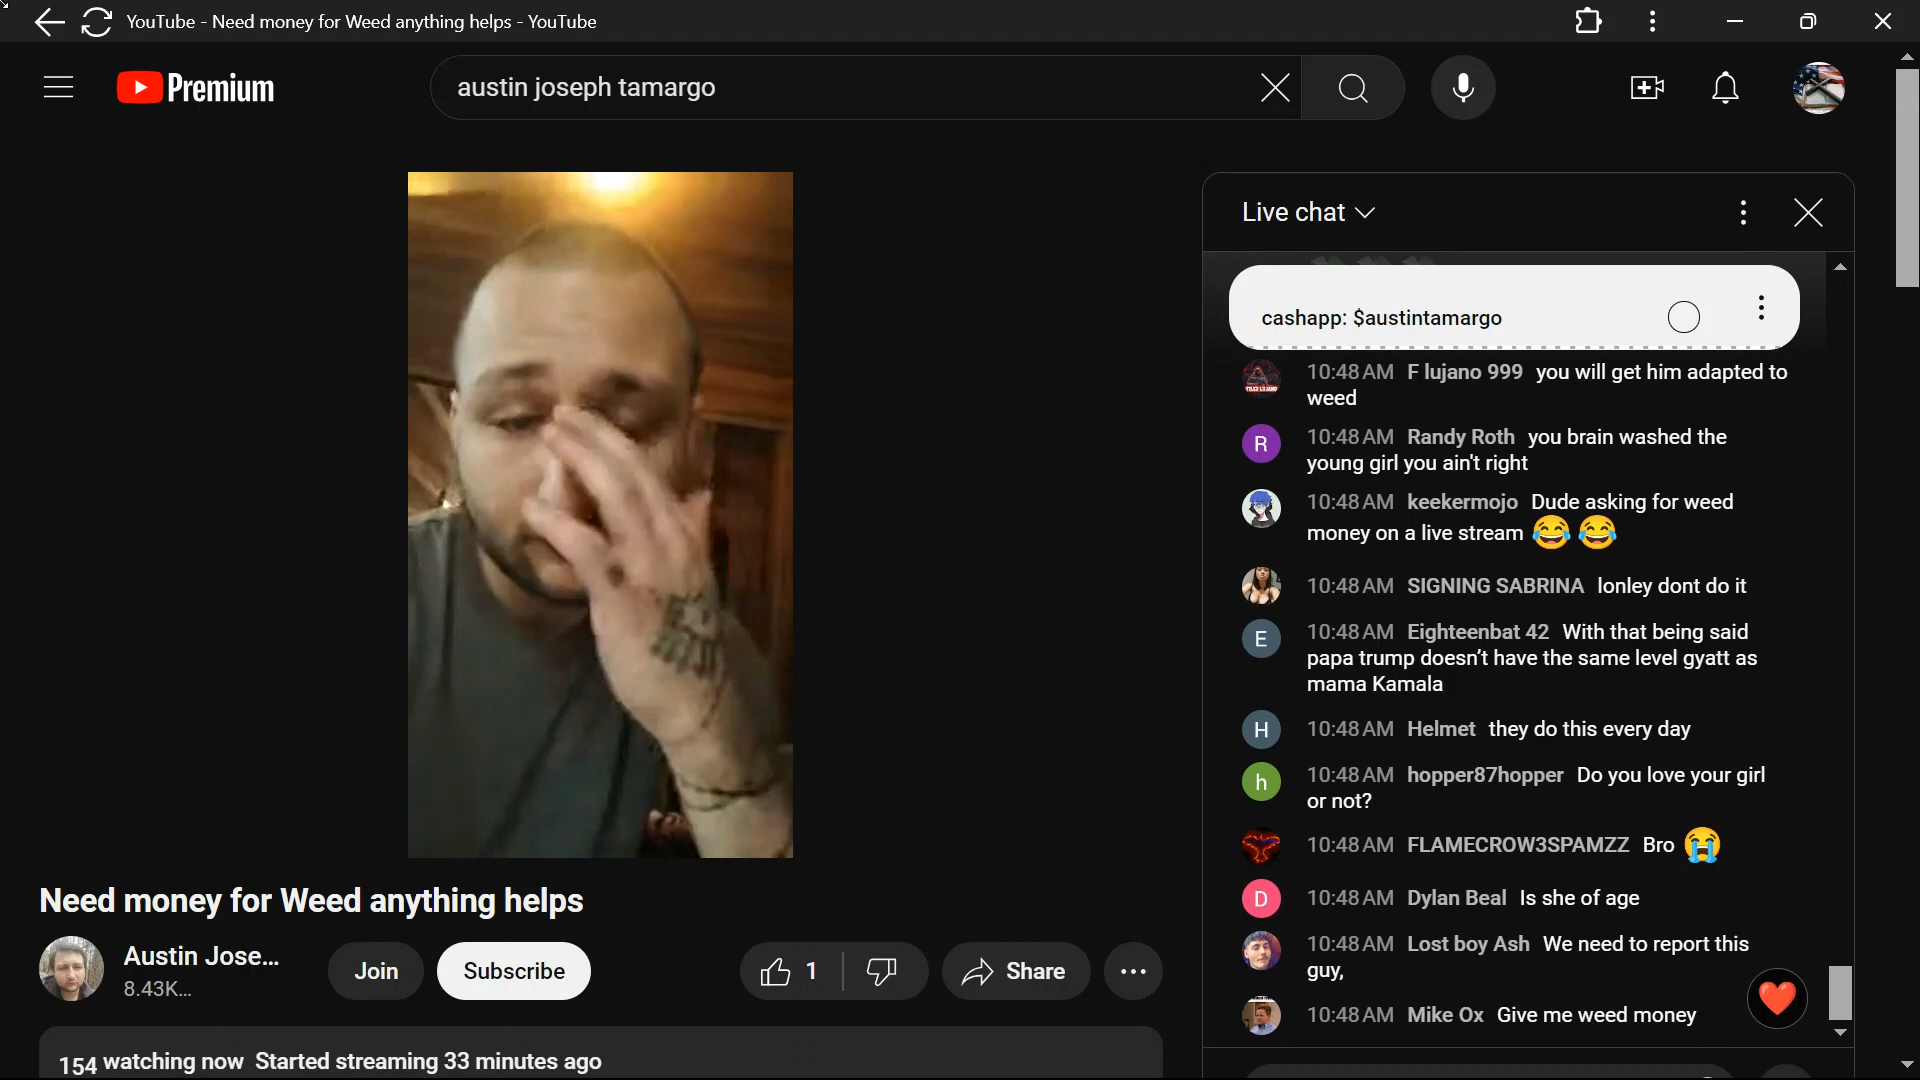 YouTube - Need money for Weed anything helps - YouTube
Premium
austin joseph tamargo
Live chat
cashapp: $austintamargo
10:48 AM F lujano 999 you will get him adapted to
weed
R
10:48 AM Randy Roth you brain washed the
young girl you ain't right
10:48 AM keekermojo Dude asking for weed
money on a live stream 😂 😂
10:48 AM SIGNING SABRINA lonley dont do it
E
10:48 AM Eighteenbat 42 With that being said
papa trump doesn’t have the same level gyatt as
mama Kamala
H
10:48 AM Helmet they do this every day
h
10:48 AM hopper87hopper Do you love your girl
or not?
10:48 AM FLAMECROW3SPAMZZ Bro 😭
D
10:48 AM Dylan Beal Is she of age
10:48 AM Lost boy Ash We need to report this
guy,
10:48 AM Mike Ox Give me weed money
Need money for Weed anything helps
Austin Jose...
8.43K...
Join
Subscribe
1
Share
154 watching now Started streaming 33 minutes ago